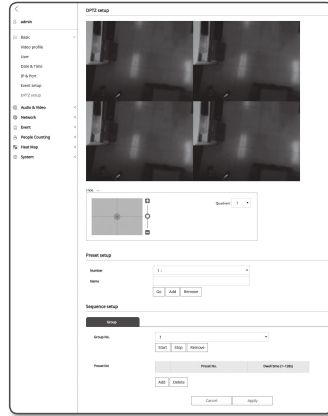 DPTZ setup
admin
Basic
Video profile
User
Date & Time
IP & Port
Event Setup
DPTZ setup
Audio & Video
Network
Event
People Counting
Heat Map
System
Quadrant
1
Preset setup
Number
1 :
Name
Go
Add
Remove
Sequence setup
Group
Group No.
1
Start
Stop
Remove
Preset list
Preset No.
Dwell time (1~120s)
Add
Delete
Cancel
Apply